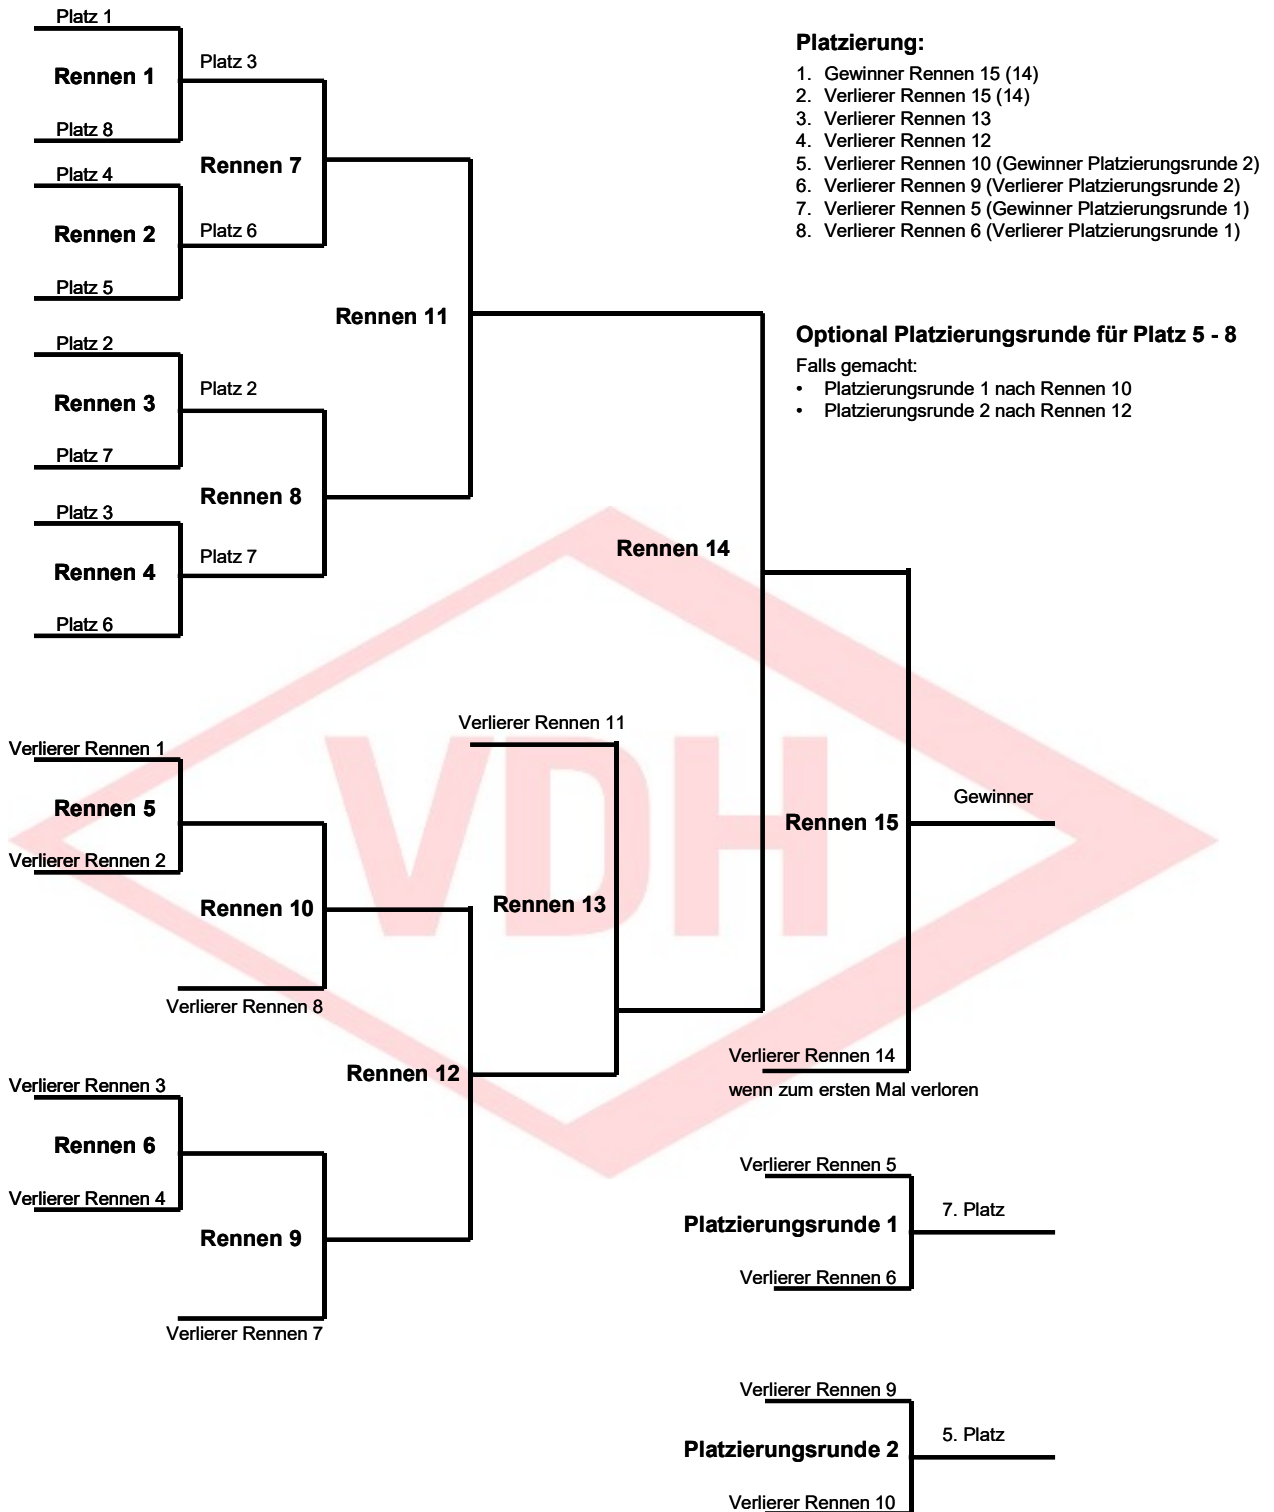 Platz 1
Rennen 1
Platz 3
Platz 8
Platz 4
Rennen 7
Rennen 2
Platz 6
Platz 5
Rennen 11
Platz 2
Rennen 3
Platz 2
Platz 7
Rennen 8
Platz 3
Rennen 4
Platz 7
Platz 6
Platzierung:
1. Gewinner Rennen 15 (14)
2. Verlierer Rennen 15 (14)
3. Verlierer Rennen 13
4. Verlierer Rennen 12
5. Verlierer Rennen 10 (Gewinner Platzierungsrunde 2)
6. Verlierer Rennen 9 (Verlierer Platzierungsrunde 2)
7. Verlierer Rennen 5 (Gewinner Platzierungsrunde 1)
8. Verlierer Rennen 6 (Verlierer Platzierungsrunde 1)
Optional Platzierungsrunde für Platz 5 - 8
Falls gemacht:
• Platzierungsrunde 1 nach Rennen 10
• Platzierungsrunde 2 nach Rennen 12
Rennen 14
VDH
Verlierer Rennen 11
Verlierer Rennen 1
Rennen 5
Verlierer Rennen 2
Rennen 10
Rennen 13
Verlierer Rennen 8
Rennen 15
Gewinner
Rennen 12
Verlierer Rennen 14
wenn zum ersten Mal verloren
Verlierer Rennen 3
Rennen 6
Verlierer Rennen 4
Rennen 9
Verlierer Rennen 7
Verlierer Rennen 5
Platzierungsrunde 1
7. Platz
Verlierer Rennen 6
Verlierer Rennen 9
Platzierungsrunde 2
5. Platz
Verlierer Rennen 10